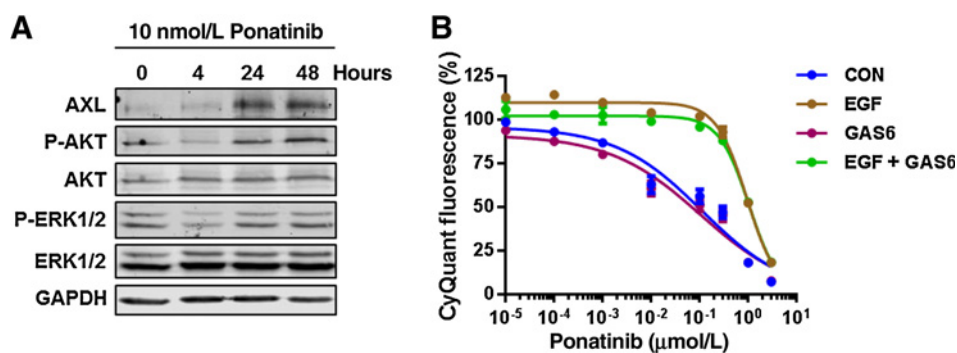 A
10 nmol/L Ponatinib
0 4 24 48 Hours
AXL
P-AKT
AKT
P-ERK1/2
ERK1/2
GAPDH
B
CyQuant fluorescence (%)
125
100
75
50
25
0
10⁻⁵ 10⁻⁴ 10⁻³ 10⁻² 10⁻¹ 10⁰ 10¹
Ponatinib (μmol/L)
CON
EGF
GAS6
EGF + GAS6